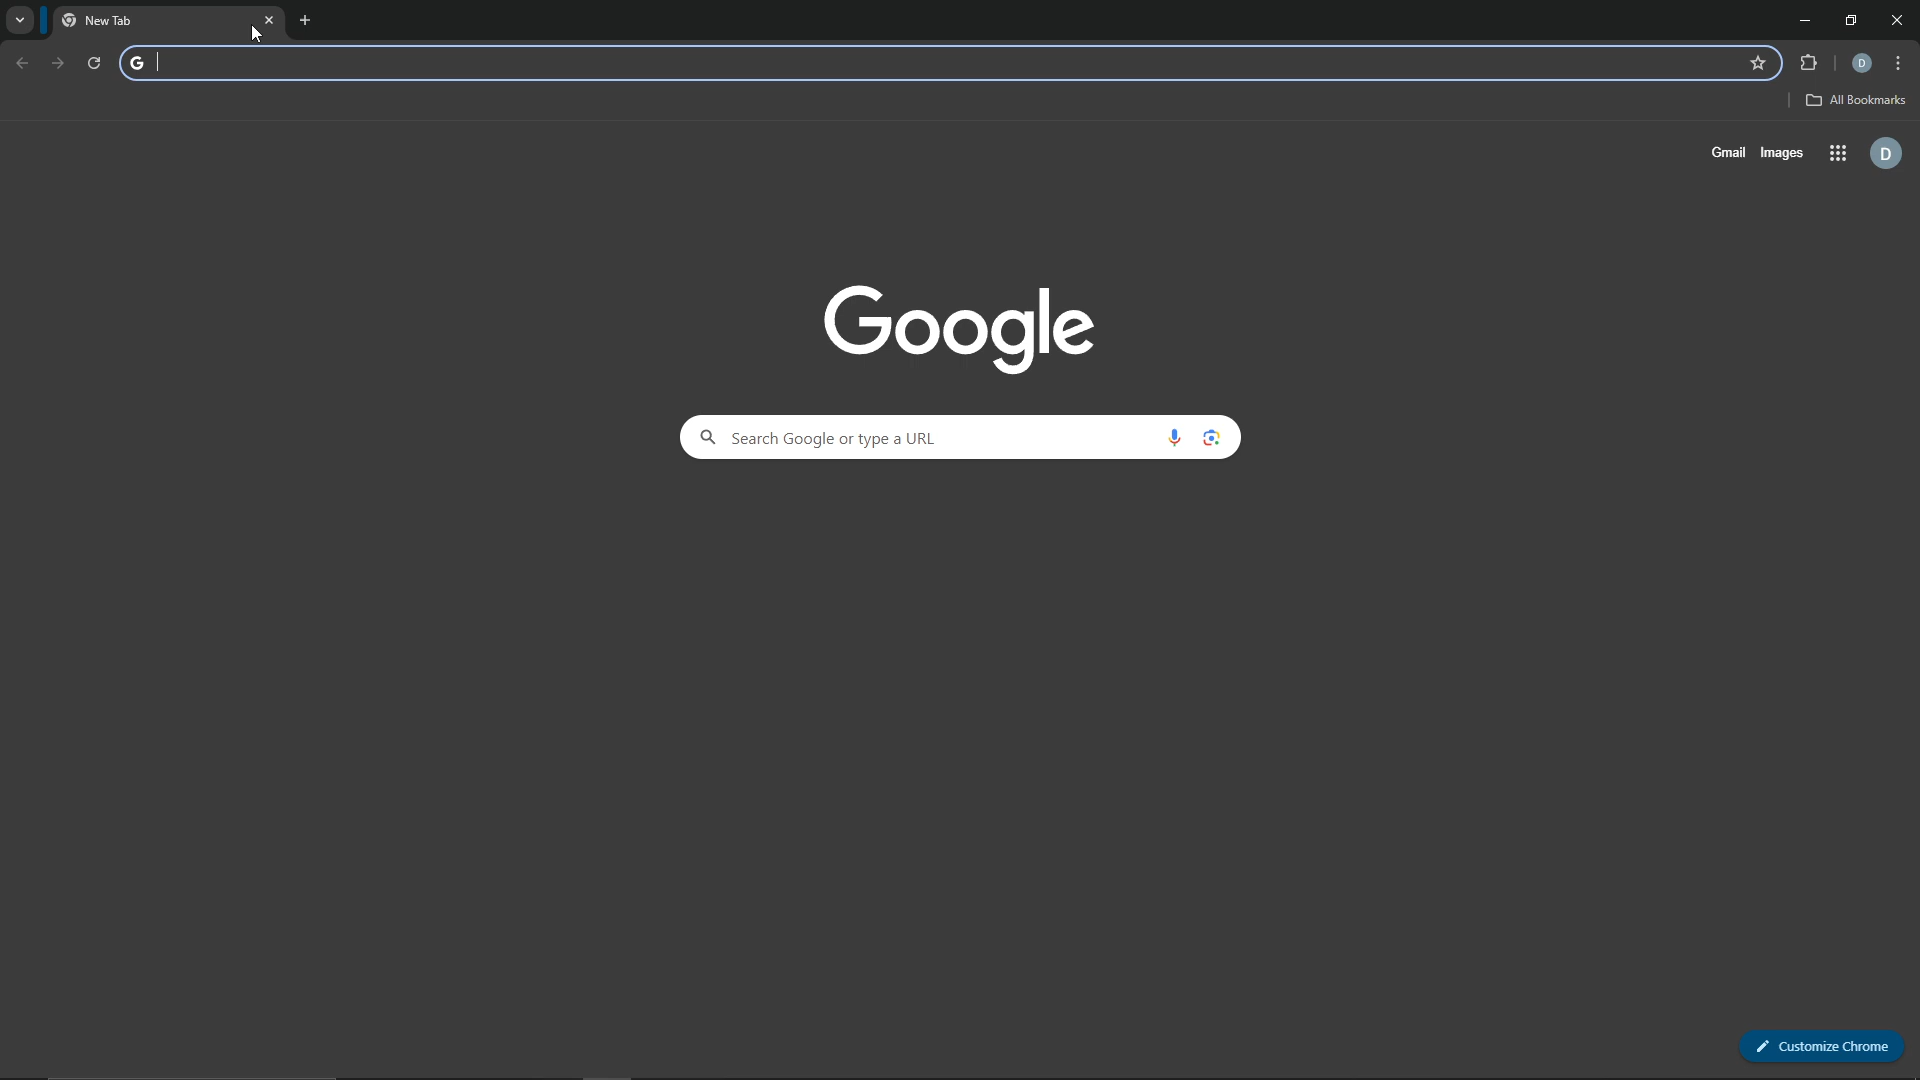 New Tab
G
D
All Bookmarks
Gmail Images
D
Google
Search Google or type a URL
Customize Chrome